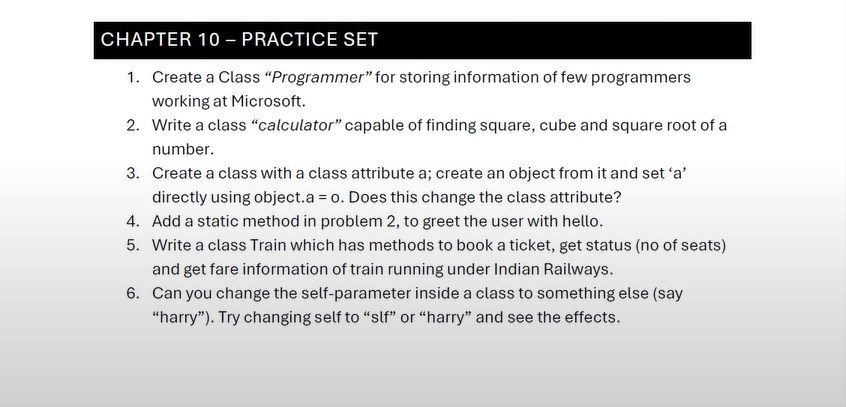 CHAPTER 10 – PRACTICE SET
1. Create a Class “Programmer” for storing information of few programmers
working at Microsoft.
2. Write a class “calculator” capable of finding square, cube and square root of a
number.
3. Create a class with a class attribute a; create an object from it and set ‘a’
directly using object.a = o. Does this change the class attribute?
4. Add a static method in problem 2, to greet the user with hello.
5. Write a class Train which has methods to book a ticket, get status (no of seats)
and get fare information of train running under Indian Railways.
6. Can you change the self-parameter inside a class to something else (say
“harry”). Try changing self to “slf” or “harry” and see the effects.